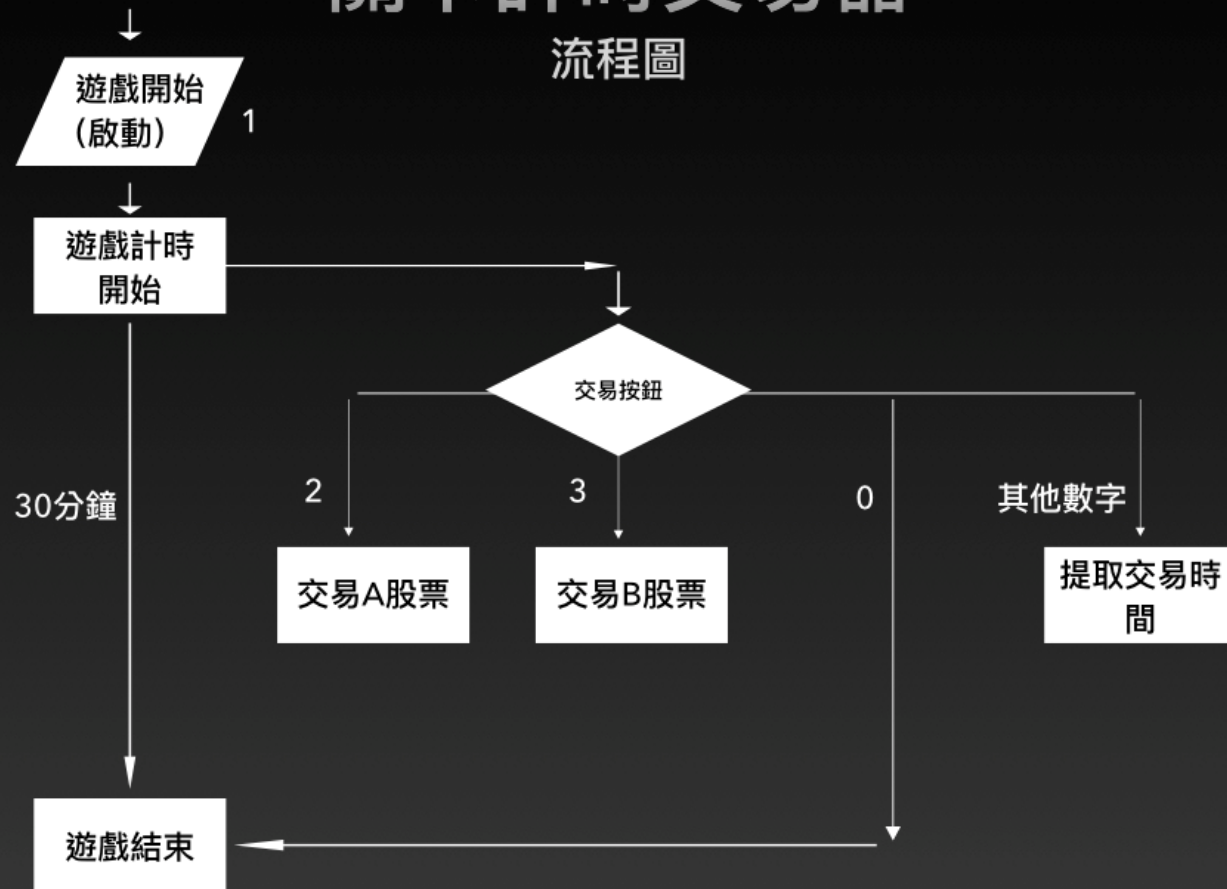 流程圖
遊戲開始
(啟動)
1
遊戲計時
開始
交易按鈕
30分鐘
2
3
0
其他數字
交易A股票
交易B股票
提取交易時
間
遊戲結束